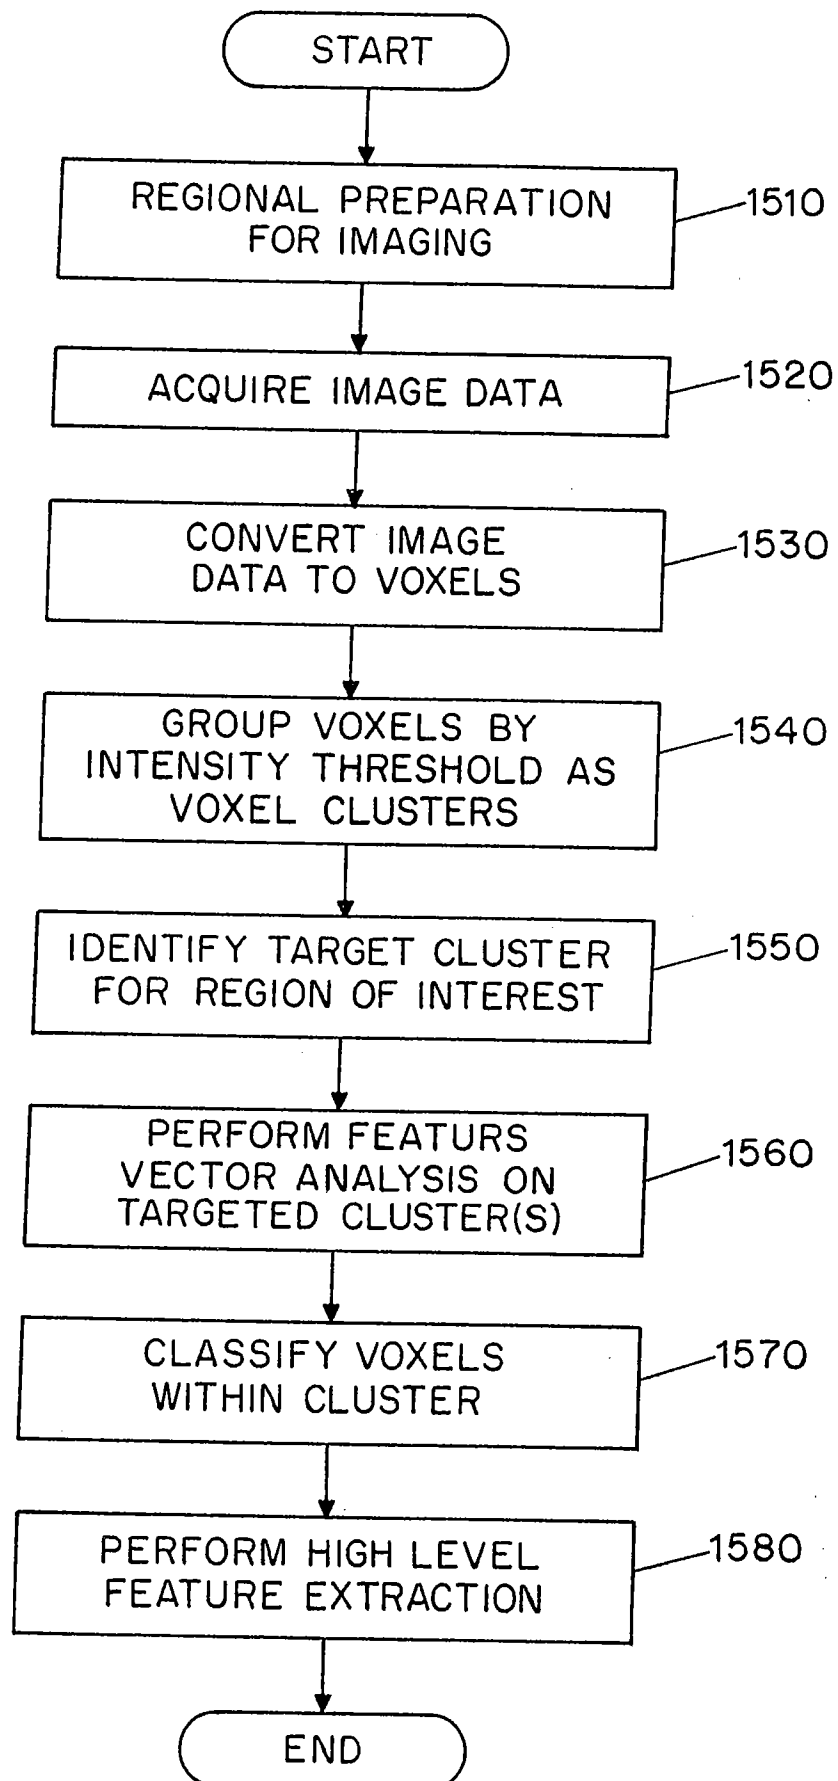 START
REGIONAL PREPARATION
FOR IMAGING
1510
ACQUIRE IMAGE DATA
1520
CONVERT IMAGE
DATA TO VOXELS
1530
GROUP VOXELS BY
INTENSITY THRESHOLD AS
VOXEL CLUSTERS
1540
IDENTIFY TARGET CLUSTER
FOR REGION OF INTEREST
1550
PERFORM FEATURS
VECTOR ANALYSIS ON
TARGETED CLUSTER(S)
1560
CLASSIFY VOXELS
WITHIN CLUSTER
1570
PERFORM HIGH LEVEL
FEATURE EXTRACTION
1580
END